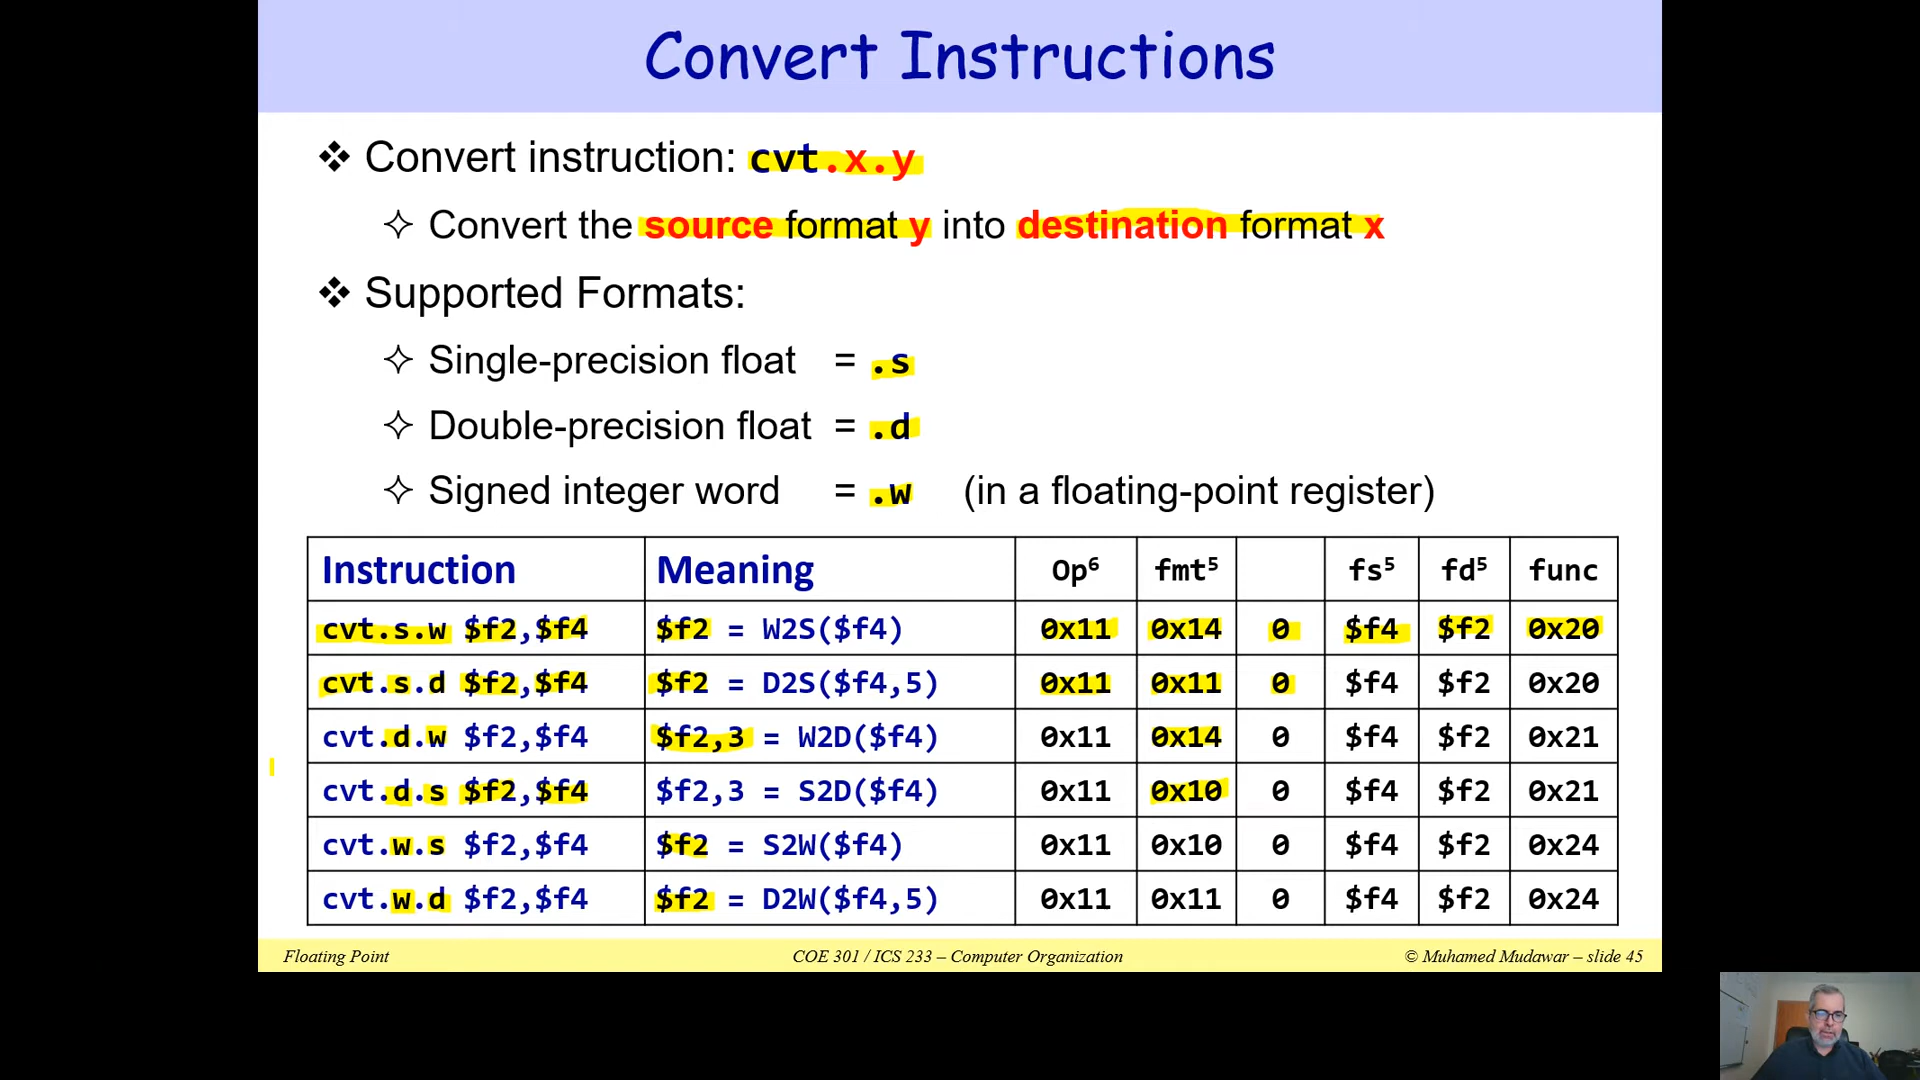 Convert Instructions
❖ Convert instruction: cvt.x.y
✧ Convert the source format y into destination format x
❖ Supported Formats:
✧ Single-precision float = .s
✧ Double-precision float = .d
✧ Signed integer word = .w (in a floating-point register)
Instruction Meaning Op⁶ fmt⁵ fs⁵ fd⁵ func
cvt.s.w $f2,$f4 $f2 = W2S($f4) 0x11 0x14 0 $f4 $f2 0x20
cvt.s.d $f2,$f4 $f2 = D2S($f4,5) 0x11 0x11 0 $f4 $f2 0x20
cvt.d.w $f2,$f4 $f2,3 = W2D($f4) 0x11 0x14 0 $f4 $f2 0x21
cvt.d.s $f2,$f4 $f2,3 = S2D($f4) 0x11 0x10 0 $f4 $f2 0x21
cvt.w.s $f2,$f4 $f2 = S2W($f4) 0x11 0x10 0 $f4 $f2 0x24
cvt.w.d $f2,$f4 $f2 = D2W($f4,5) 0x11 0x11 0 $f4 $f2 0x24
Floating Point COE 301 / ICS 233 – Computer Organization © Muhamed Mudawar – slide 45